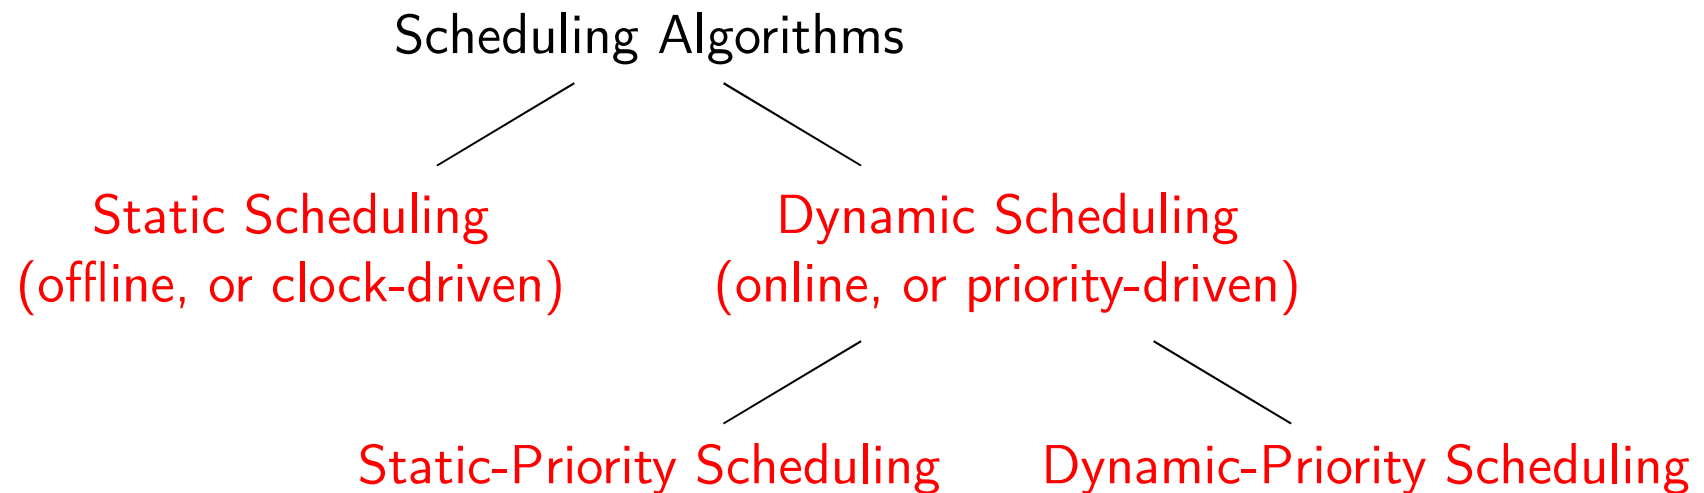 Scheduling Algorithms
Static Scheduling
(offline, or clock-driven)
Dynamic Scheduling
(online, or priority-driven)
Static-Priority Scheduling
Dynamic-Priority Scheduling